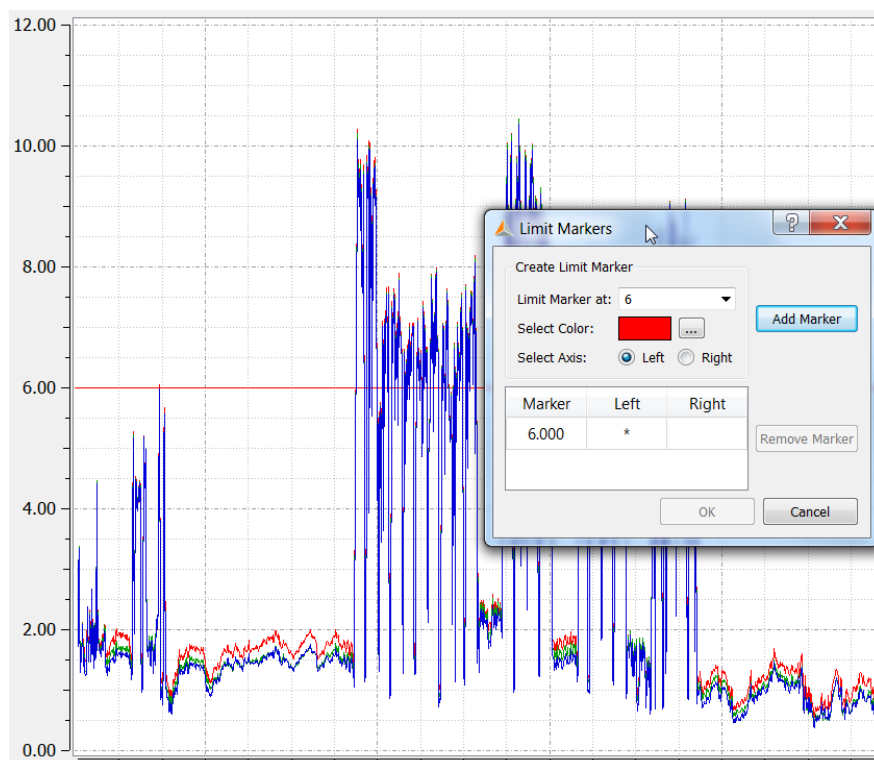 12.00
10.00
8.00
6.00
4.00
2.00
0.00
Limit Markers
Create Limit Marker
Limit Marker at: 6
Select Color: ...
Select Axis: Left Right
Add Marker
Marker Left Right
6.000 *
Remove Marker
OK Cancel